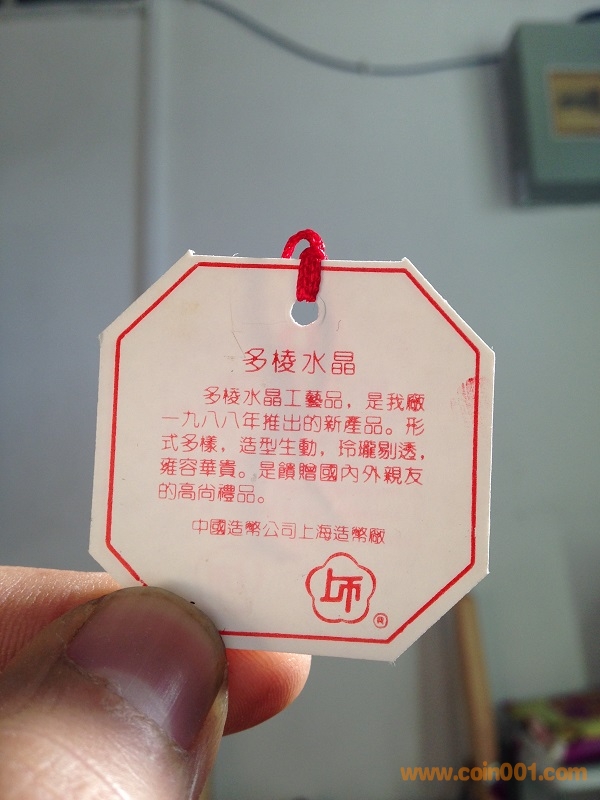 多棱水晶
多棱水晶工藝品，是我廠
一九八八年推出的新產品。形
式多樣，造型生動，玲瓏剔透，
雍容華貴。是饋贈國內外親友
的高尚禮品。
中國造幣公司上海造幣廠
®
www.coin001.com